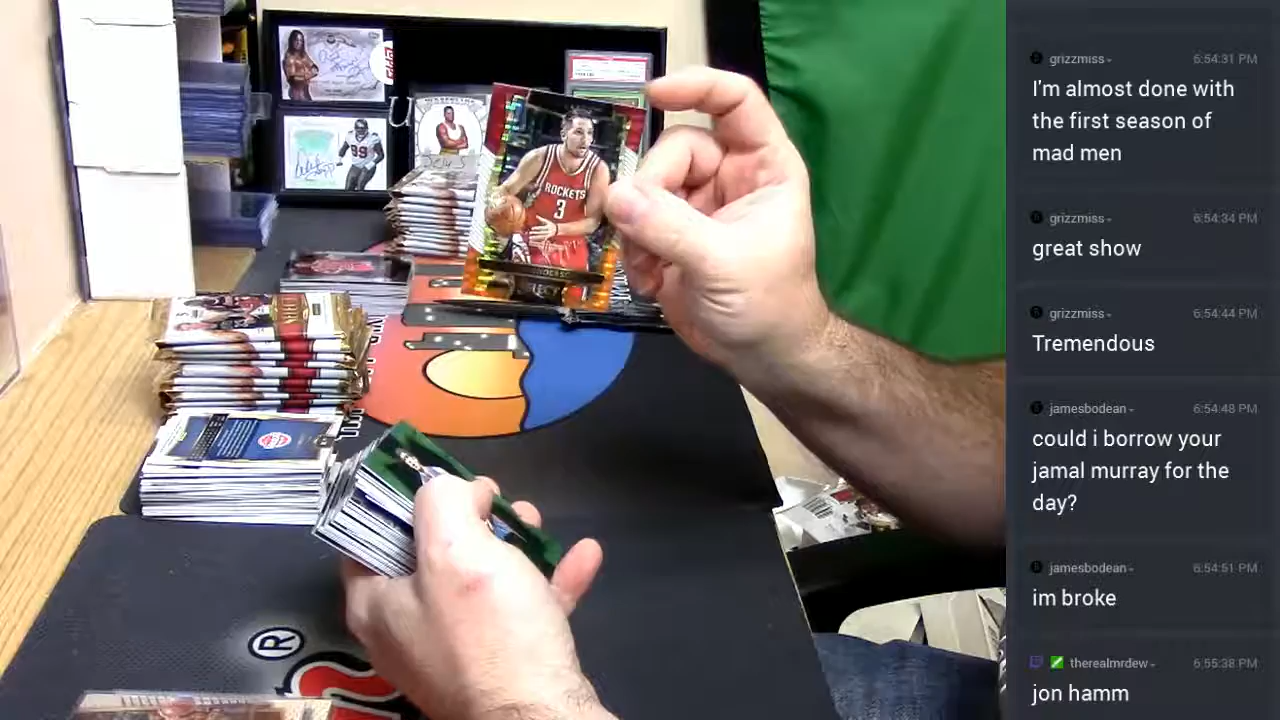 ROCKETS
3
®
grizzmiss
6:54:31 PM
I'm almost done with
the first season of
mad men
grizzmiss
6:54:34 PM
great show
grizzmiss
6:54:44 PM
Tremendous
jamesbodean
6:54:48 PM
could i borrow your
jamal murray for the
day?
jamesbodean
6:54:51 PM
im broke
therealmrdew
6:55:38 PM
jon hamm